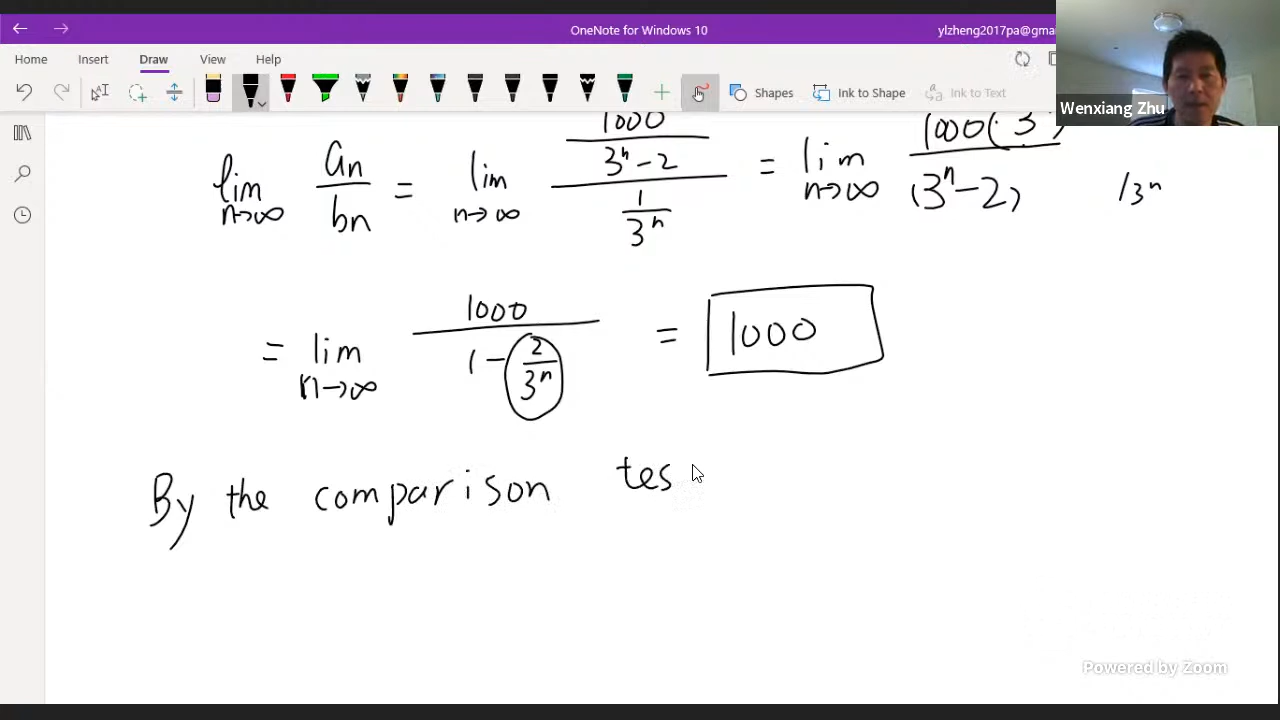 OneNote for Windows 10
ylzheng2017pa@gma
Home Insert Draw View Help
Shapes Ink to Shape Ink to Text
Wenxiang Zhu
lim n→∞ an/bn = lim n→∞ (1000/(3ⁿ−2))/(1/3ⁿ) = lim n→∞ 1000(·3 )/(3ⁿ−2) /3ⁿ
= lim n→∞ 1000/(1 − 2/3ⁿ) = 1000
By the comparison tes
Powered by Zoom